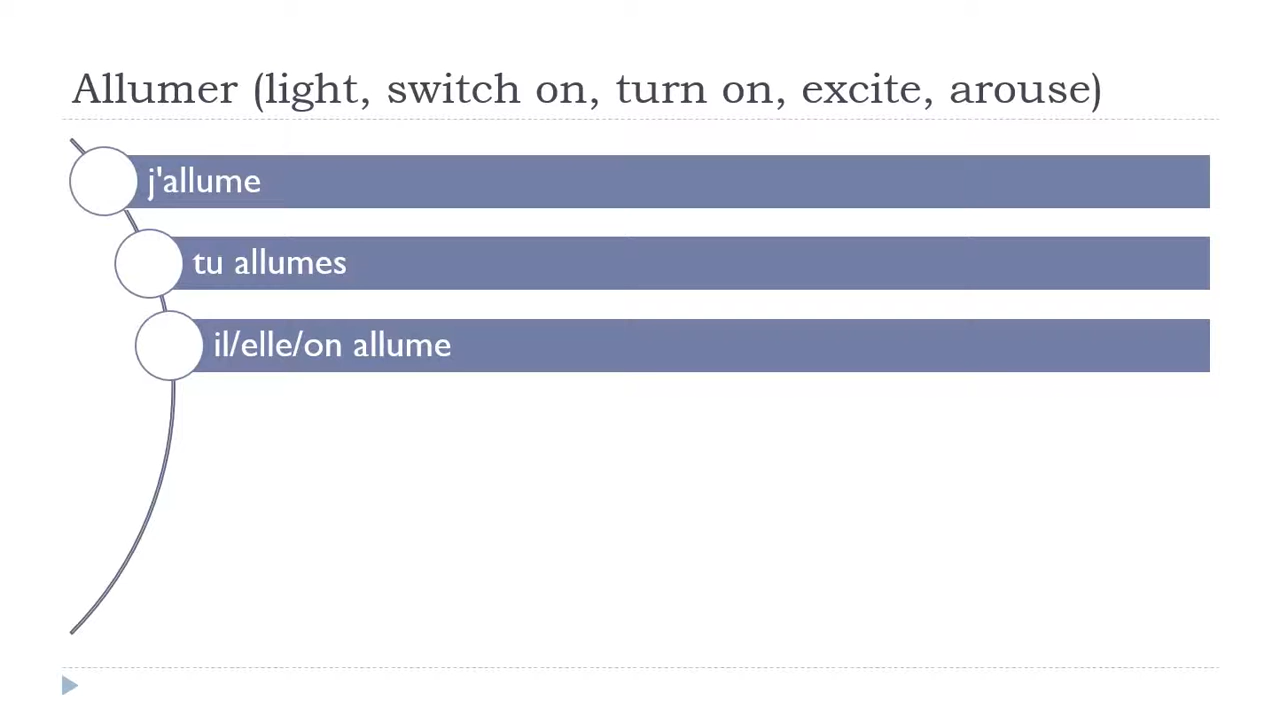 Allumer (light, switch on, turn on, excite, arouse)
j'allume
tu allumes
il/elle/on allume